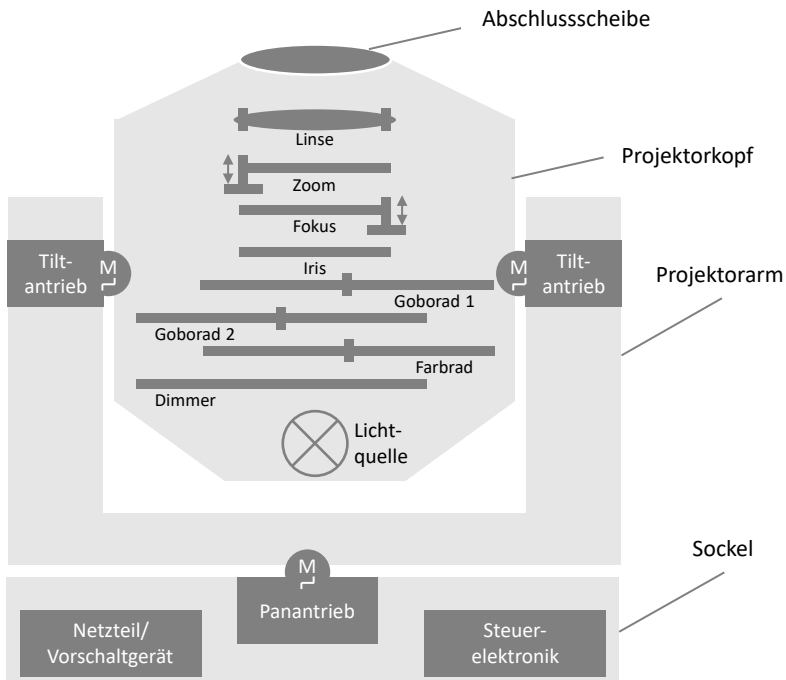 Abschlussscheibe
Linse
Projektorkopf
Zoom
Fokus
Tilt-
antrieb
M
Iris
M
Tilt-
antrieb
Projektorarm
Goborad 1
Goborad 2
Farbrad
Dimmer
Licht-
quelle
Sockel
M
Panantrieb
Netzteil/
Vorschaltgerät
Steuer-
elektronik